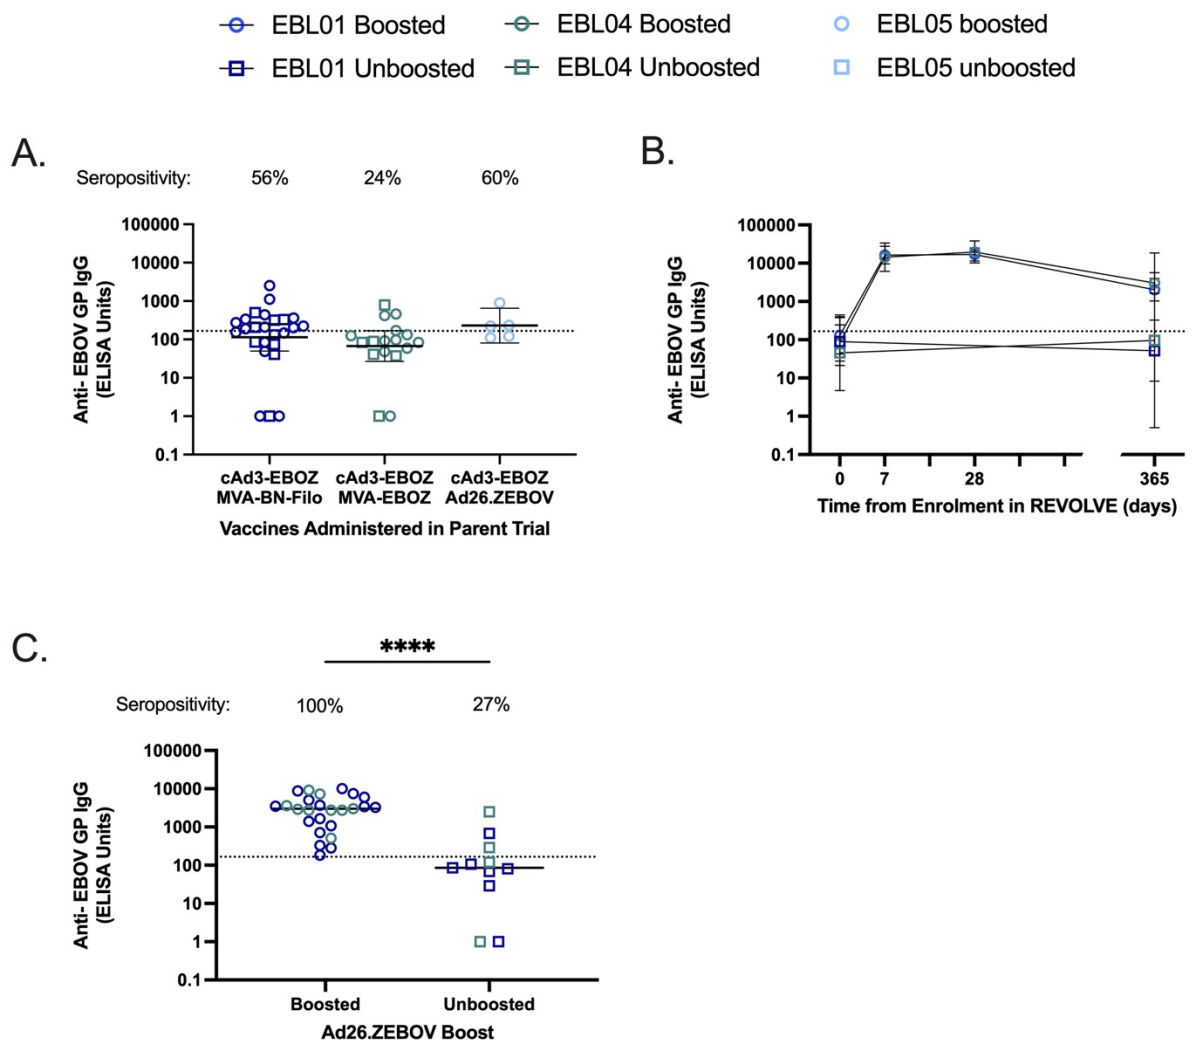 EBL01 Boosted EBL04 Boosted EBL05 boosted
EBL01 Unboosted EBL04 Unboosted EBL05 unboosted
A.
Seropositivity: 56% 24% 60%
100000
10000
1000
100
10
1
0.1
Anti- EBOV GP IgG
(ELISA Units)
cAd3-EBOZ cAd3-EBOZ cAd3-EBOZ
MVA-BN-Filo MVA-EBOZ Ad26.ZEBOV
Vaccines Administered in Parent Trial
B.
100000
10000
1000
100
10
1
0.1
Anti- EBOV GP IgG
(ELISA Units)
0 7 28 365
Time from Enrolment in REVOLVE (days)
C.
****
Seropositivity: 100% 27%
100000
10000
1000
100
10
1
0.1
Anti- EBOV GP IgG
(ELISA Units)
Boosted Unboosted
Ad26.ZEBOV Boost